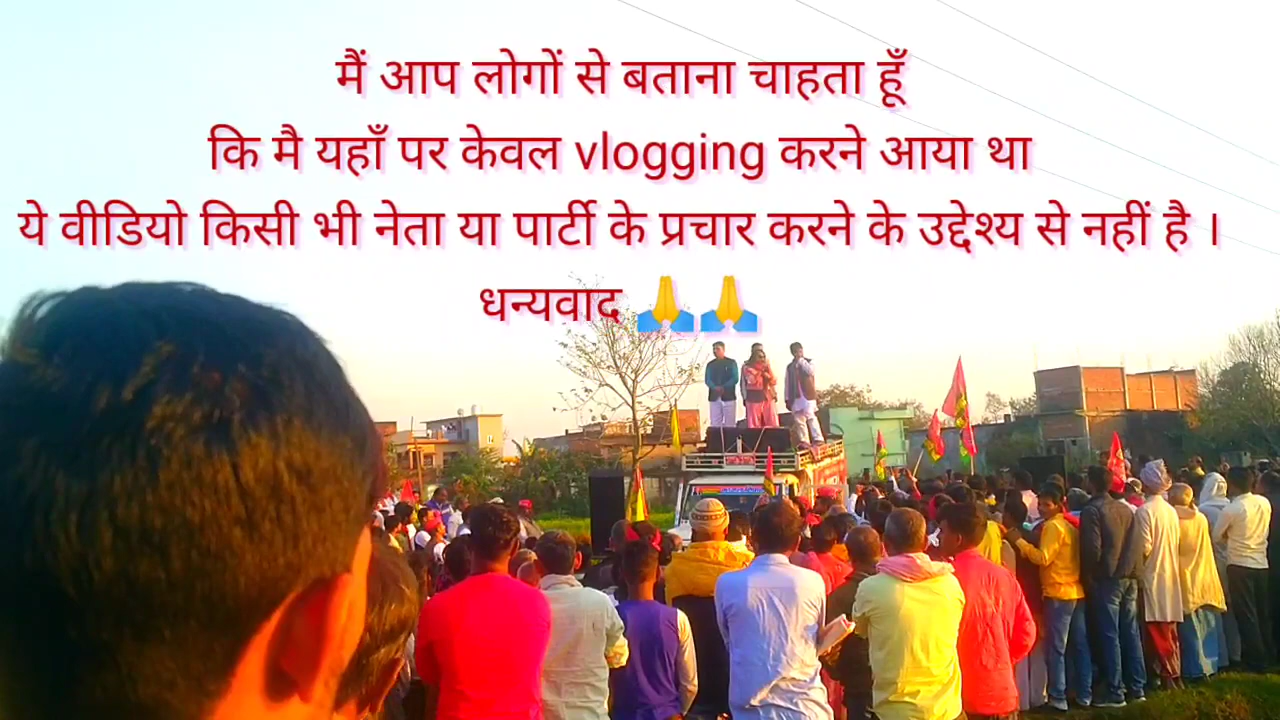 मैं आप लोगों से बताना चाहता हूँ
कि मै यहाँ पर केवल vlogging करने आया था
ये वीडियो किसी भी नेता या पार्टी के प्रचार करने के उद्देश्य से नहीं है ।
धन्यवाद 🙏🙏